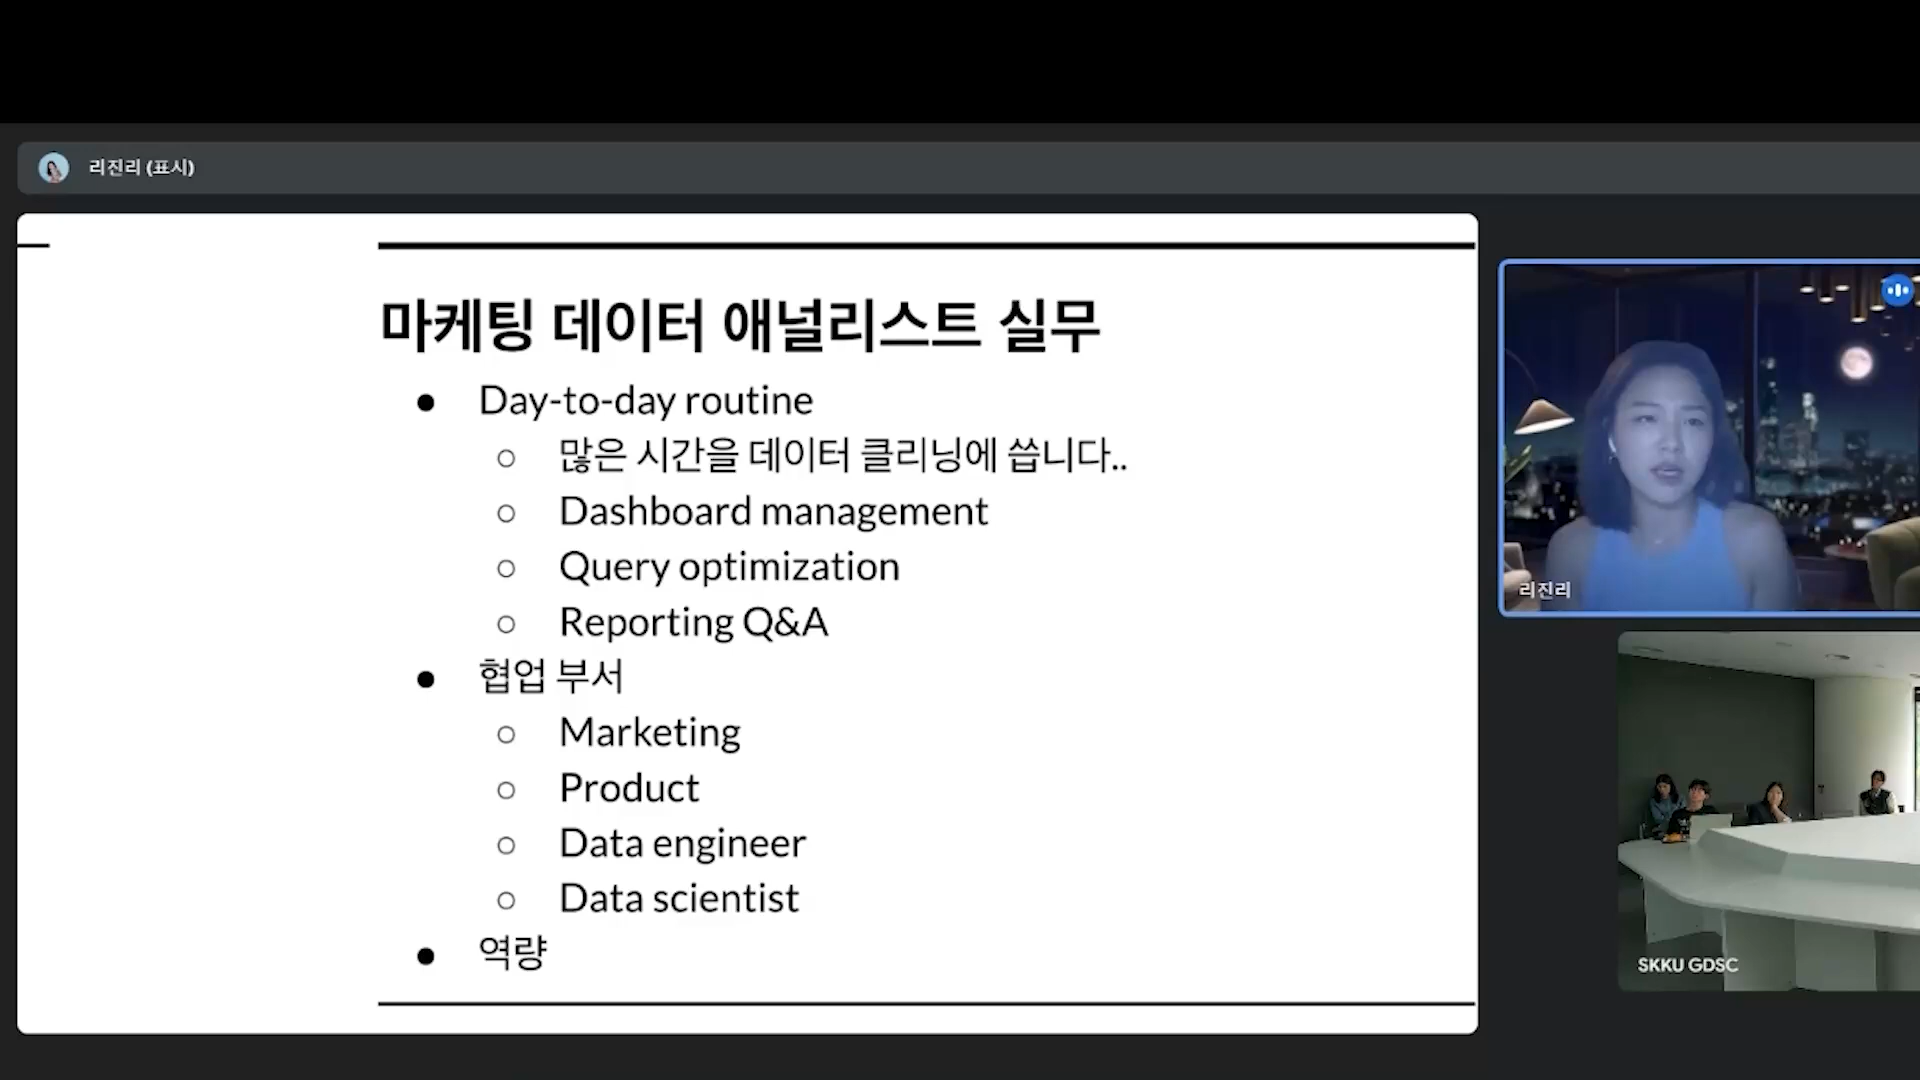 리진리 (표시)
마케팅 데이터 애널리스트 실무
● Day-to-day routine
○ 많은 시간을 데이터 클리닝에 씁니다..
○ Dashboard management
○ Query optimization
○ Reporting Q&A
● 협업 부서
○ Marketing
○ Product
○ Data engineer
○ Data scientist
● 역량
리진리
SKKU GDSC